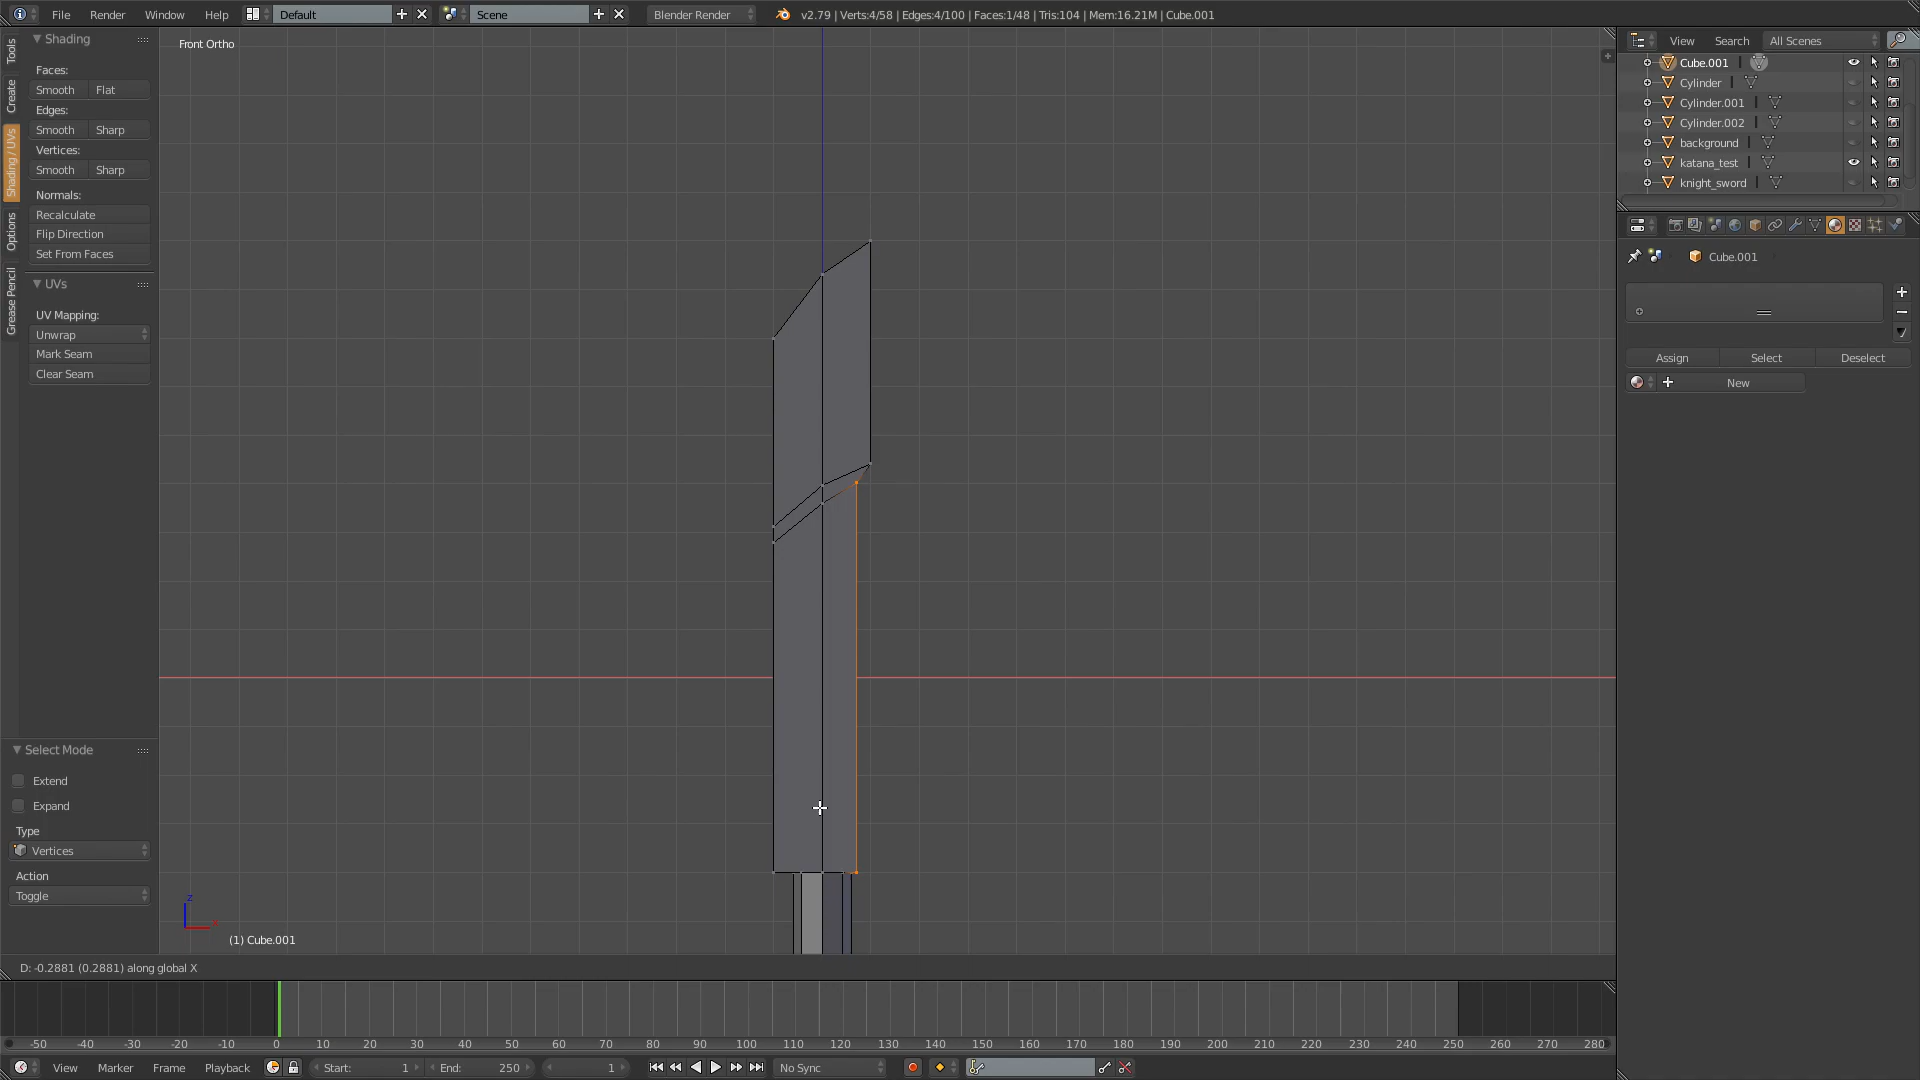 File Render Window Help Default Scene Blender Render v2.79 | Verts:4/58 | Edges:4/100 | Faces:1/48 | Tris:104 | Mem:16.21M | Cube.001
Tools
Create
Shading / UVs
Options
Grease Pencil
Shading
Faces:
Smooth Flat
Edges:
Smooth Sharp
Vertices:
Smooth Sharp
Normals:
Recalculate
Flip Direction
Set From Faces
UVs
UV Mapping:
Unwrap
Mark Seam
Clear Seam
Select Mode
Extend
Expand
Type
Vertices
Action
Toggle
Front Ortho
z
x
(1) Cube.001
D: -0.2881 (0.2881) along global X
View Search All Scenes
Cube.001
Cylinder
Cylinder.001
Cylinder.002
background
katana_test
knight_sword
Cube.001
Assign Select Deselect
New
-50 -40 -30 -20 -10 0 10 20 30 40 50 60 70 80 90 100 110 120 130 140 150 160 170 180 190 200 210 220 230 240 250 260 270 280
View Marker Frame Playback Start: 1 End: 250 1 No Sync